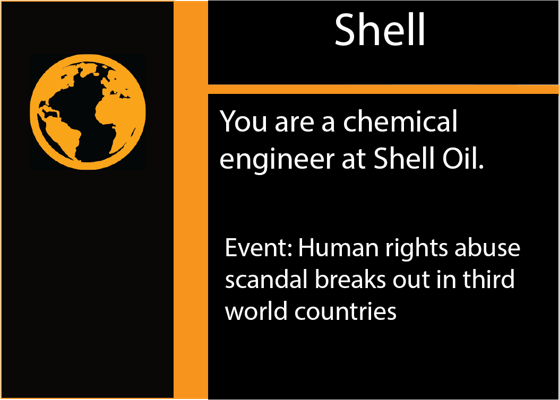 Shell
You are a chemical
engineer at Shell Oil.
Event: Human rights abuse
scandal breaks out in third
world countries